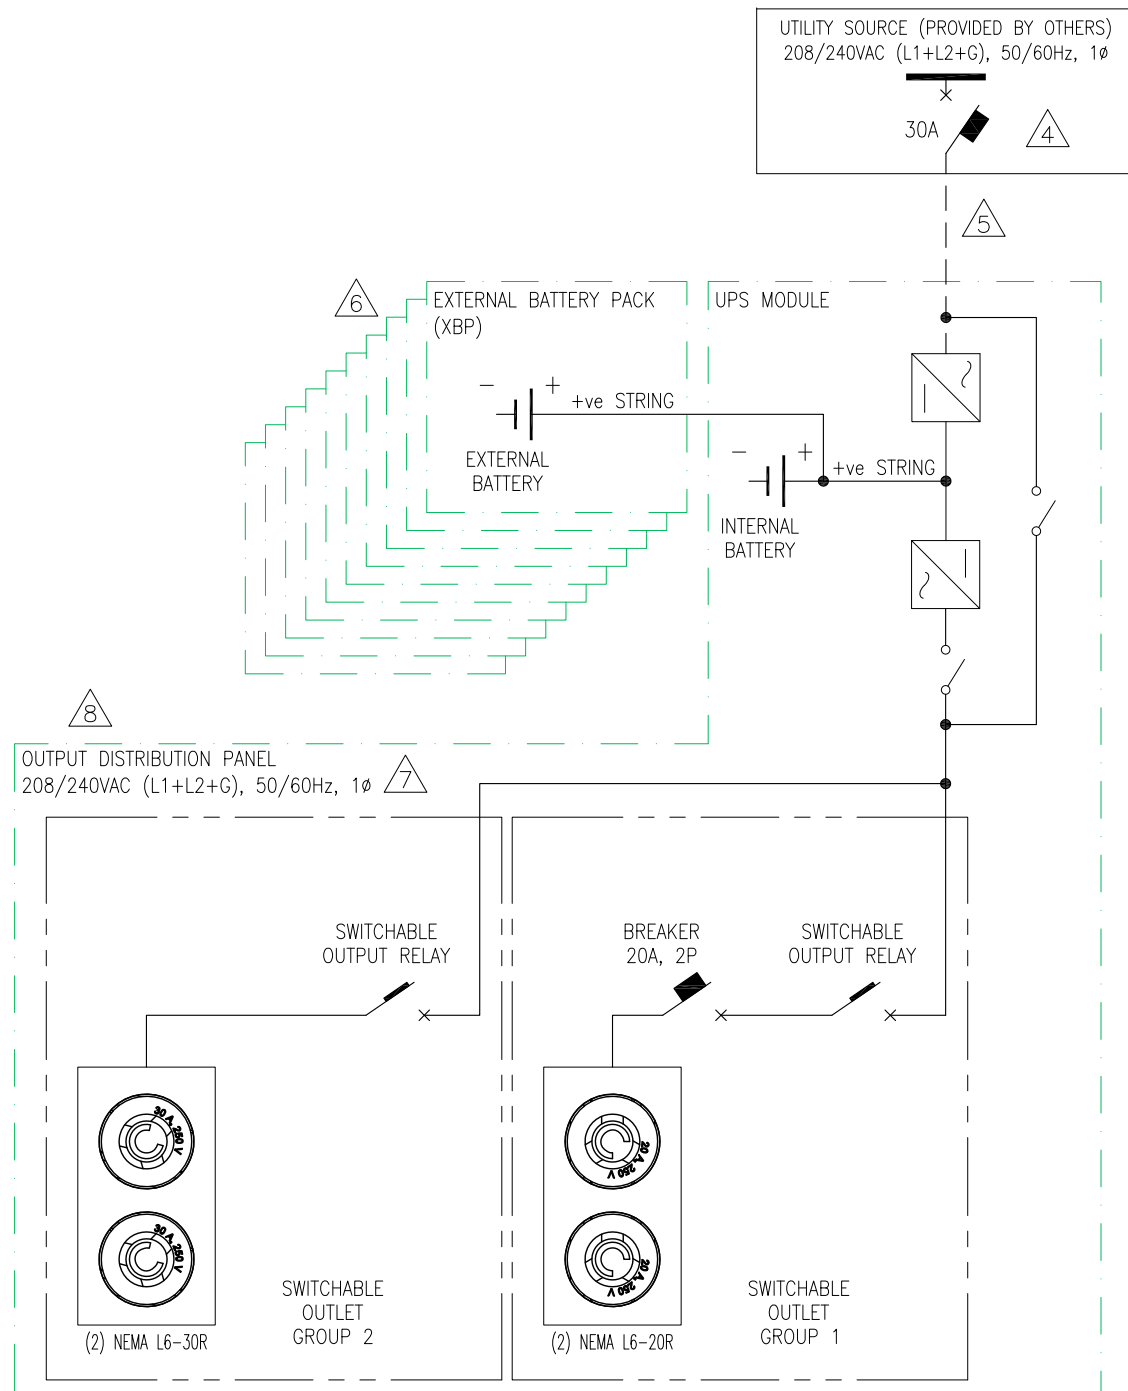 UTILITY SOURCE (PROVIDED BY OTHERS)
208/240VAC (L1+L2+G), 50/60Hz, 1ø
30A
4
5
6
EXTERNAL BATTERY PACK
(XBP)
UPS MODULE
- +
+ve STRING
EXTERNAL
BATTERY
- +
+ve STRING
INTERNAL
BATTERY
8
OUTPUT DISTRIBUTION PANEL
208/240VAC (L1+L2+G), 50/60Hz, 1ø
7
SWITCHABLE
OUTPUT RELAY
BREAKER
20A, 2P
SWITCHABLE
OUTPUT RELAY
30 A, 250 V
30 A, 250 V
20 A, 250 V
20 A, 250 V
SWITCHABLE
OUTLET
GROUP 2
(2) NEMA L6-30R
SWITCHABLE
OUTLET
GROUP 1
(2) NEMA L6-20R